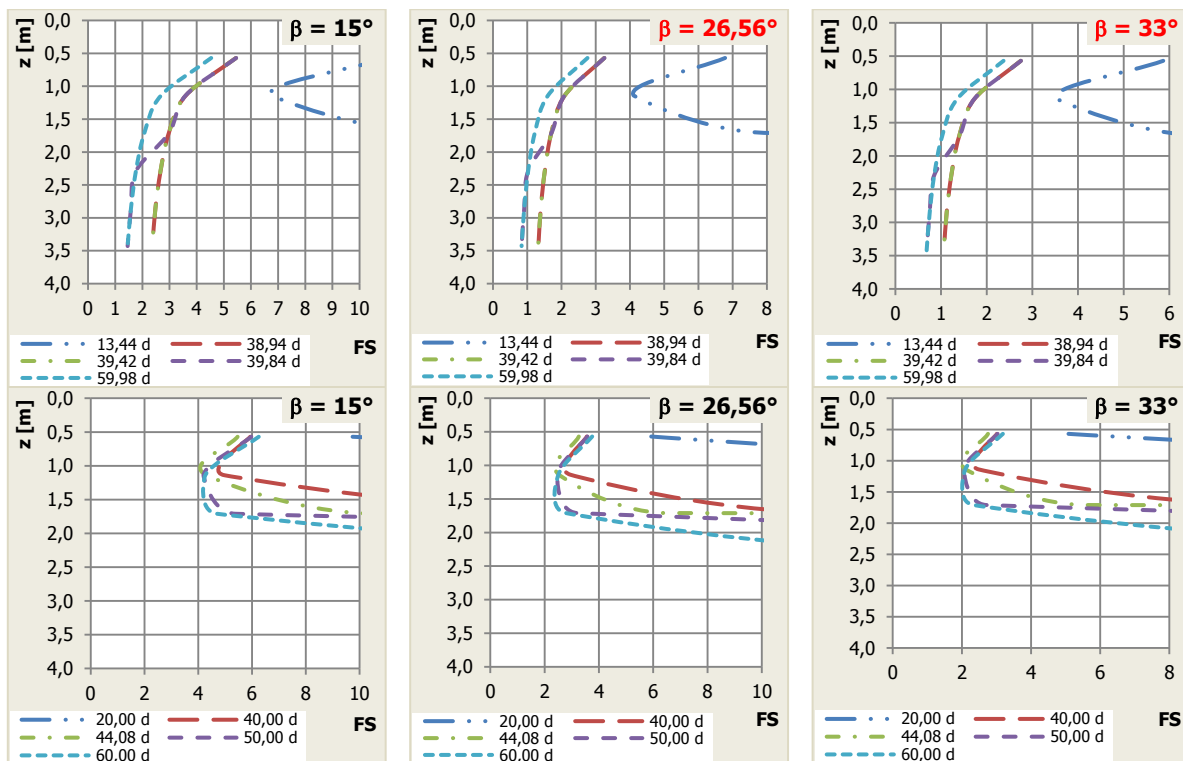 β = 15°
z [m]
0,0
0,5
1,0
1,5
2,0
2,5
3,0
3,5
4,0
0 1 2 3 4 5 6 7 8 9 10
FS
13,44 d 38,94 d
39,42 d 39,84 d
59,98 d
β = 26,56°
z [m]
0,0
0,5
1,0
1,5
2,0
2,5
3,0
3,5
4,0
0 1 2 3 4 5 6 7 8
FS
13,44 d 38,94 d
39,42 d 39,84 d
59,98 d
β = 33°
z [m]
0,0
0,5
1,0
1,5
2,0
2,5
3,0
3,5
4,0
0 1 2 3 4 5 6
FS
13,44 d 38,94 d
39,42 d 39,84 d
59,98 d
β = 15°
z [m]
0,0
0,5
1,0
1,5
2,0
2,5
3,0
3,5
4,0
0 2 4 6 8 10
FS
20,00 d 40,00 d
44,08 d 50,00 d
60,00 d
β = 26,56°
z [m]
0,0
0,5
1,0
1,5
2,0
2,5
3,0
3,5
4,0
0 2 4 6 8 10
FS
20,00 d 40,00 d
44,08 d 50,00 d
60,00 d
β = 33°
z [m]
0,0
0,5
1,0
1,5
2,0
2,5
3,0
3,5
4,0
0 2 4 6 8
FS
20,00 d 40,00 d
44,08 d 50,00 d
60,00 d